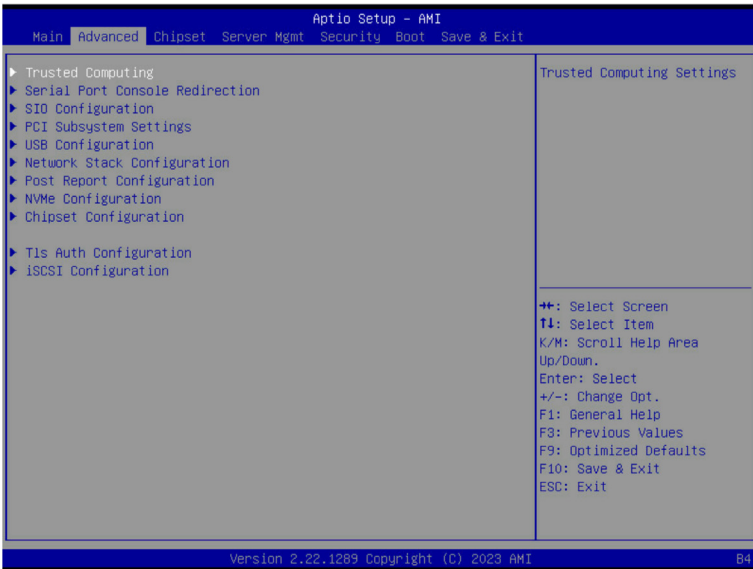 Aptio Setup – AMI
Main Advanced Chipset Server Mgmt Security Boot Save & Exit
▶ Trusted Computing
▶ Serial Port Console Redirection
▶ SIO Configuration
▶ PCI Subsystem Settings
▶ USB Configuration
▶ Network Stack Configuration
▶ Post Report Configuration
▶ NVMe Configuration
▶ Chipset Configuration
▶ Tls Auth Configuration
▶ iSCSI Configuration
Trusted Computing Settings
→←: Select Screen
↑↓: Select Item
K/M: Scroll Help Area
Up/Down.
Enter: Select
+/-: Change Opt.
F1: General Help
F3: Previous Values
F9: Optimized Defaults
F10: Save & Exit
ESC: Exit
Version 2.22.1289 Copyright (C) 2023 AMI
B4